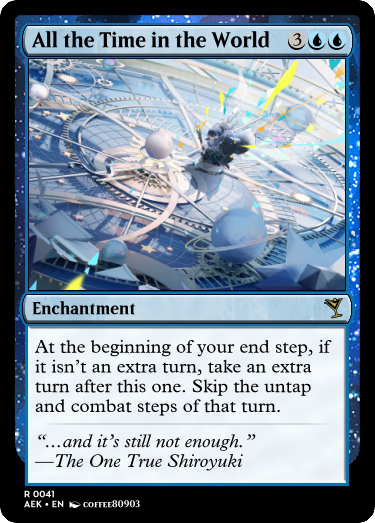 All the Time in the World 3
Enchantment
At the beginning of your end step, if
it isn't an extra turn, take an extra
turn after this one. Skip the untap
and combat steps of that turn.
“…and it's still not enough.”
—The One True Shiroyuki
R 0041
AEK • EN COFFEE80903